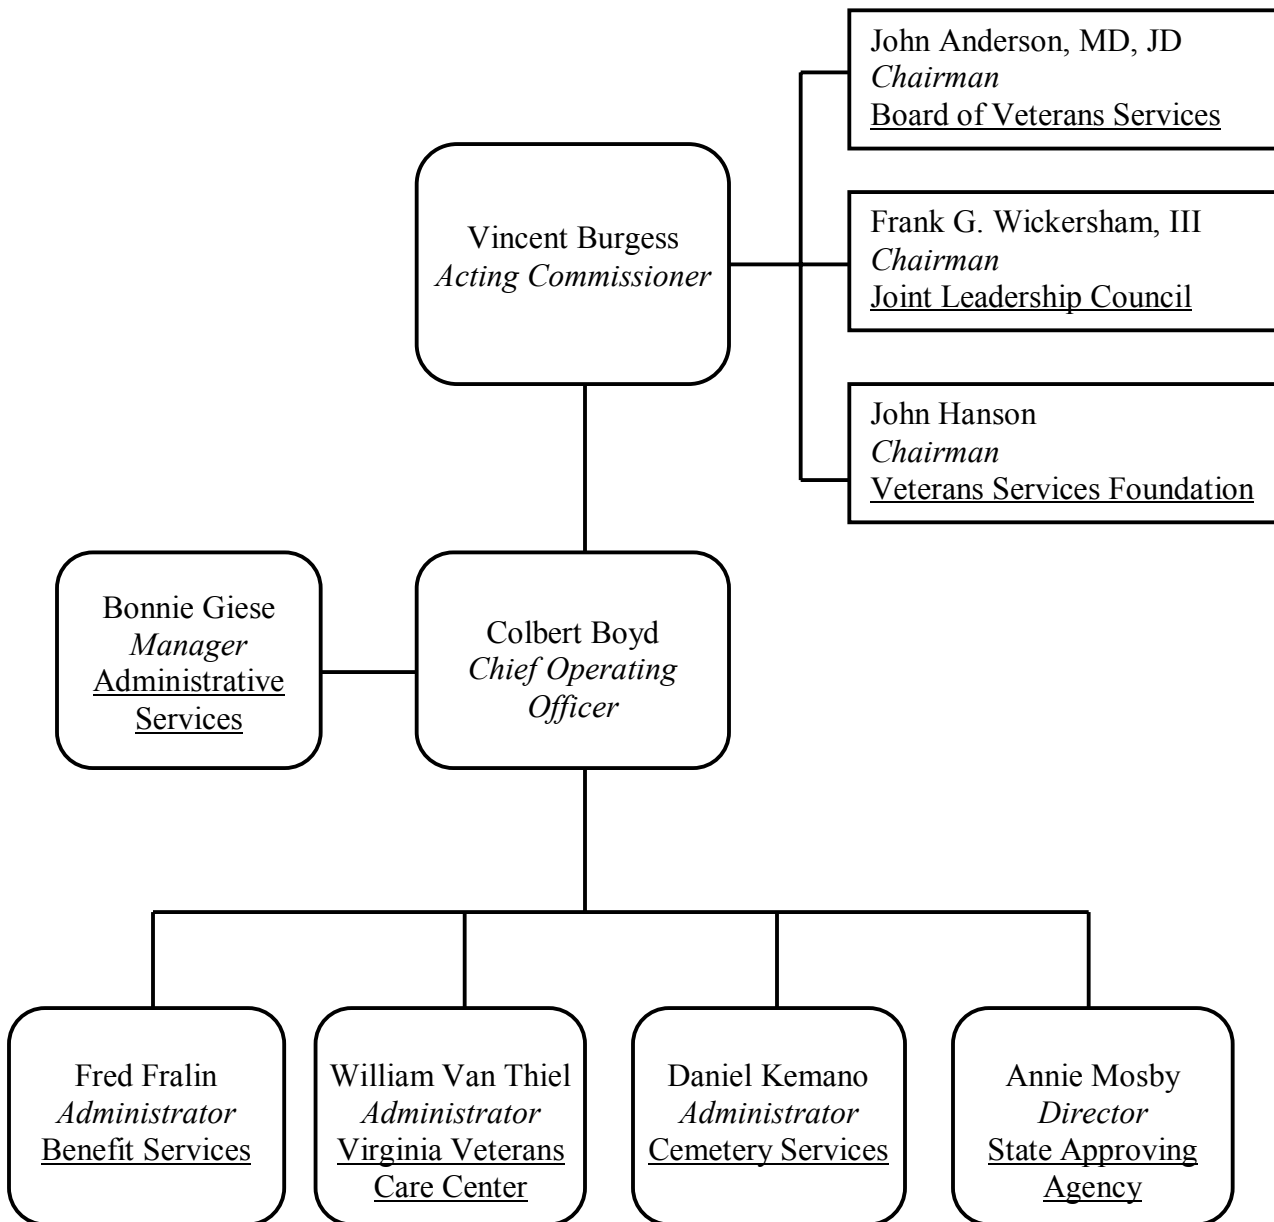 John Anderson, MD, JD
Chairman
Board of Veterans Services
Vincent Burgess
Acting Commissioner
Frank G. Wickersham, III
Chairman
Joint Leadership Council
John Hanson
Chairman
Veterans Services Foundation
Bonnie Giese
Manager
Administrative
Services
Colbert Boyd
Chief Operating
Officer
Fred Fralin
Administrator
Benefit Services
William Van Thiel
Administrator
Virginia Veterans
Care Center
Daniel Kemano
Administrator
Cemetery Services
Annie Mosby
Director
State Approving
Agency